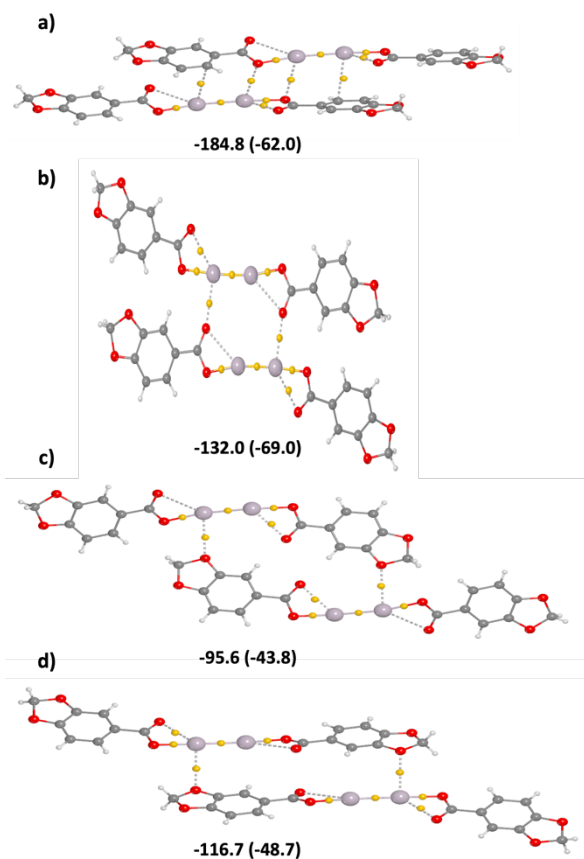 a)
-184.8 (-62.0)
b)
-132.0 (-69.0)
c)
-95.6 (-43.8)
d)
-116.7 (-48.7)